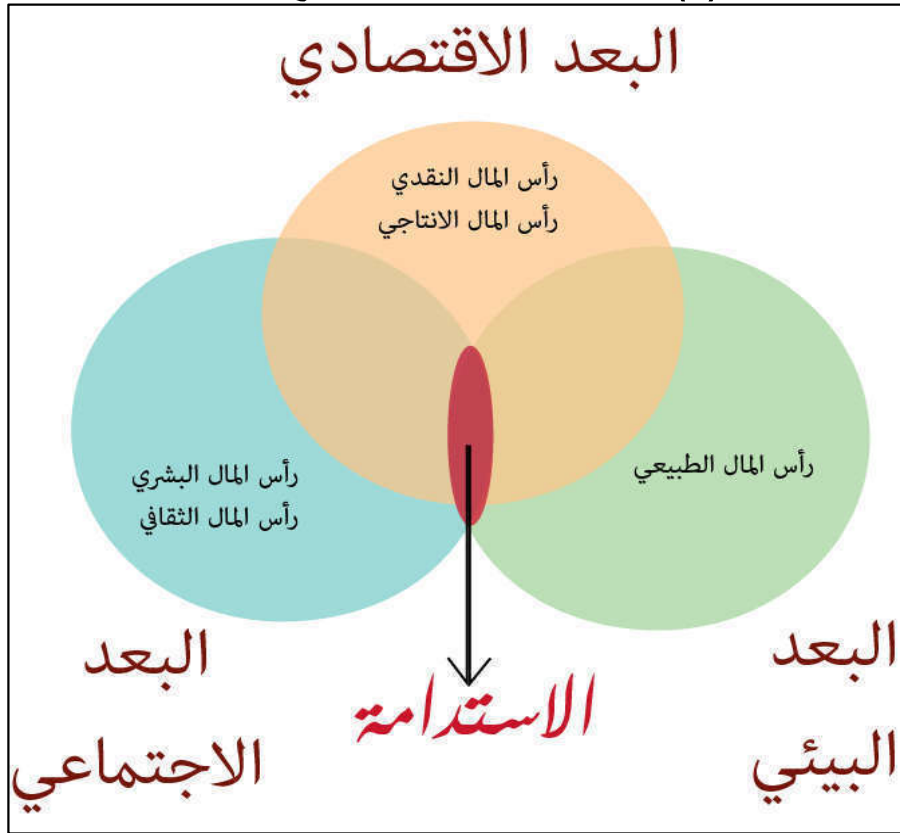 البعد الاقتصادي
رأس المال النقدي
رأس المال الانتاجي
رأس المال الطبيعي
رأس المال البشري
رأس المال الثقافي
البعد
البيئي
الاستدامة
البعد
الاجتماعي